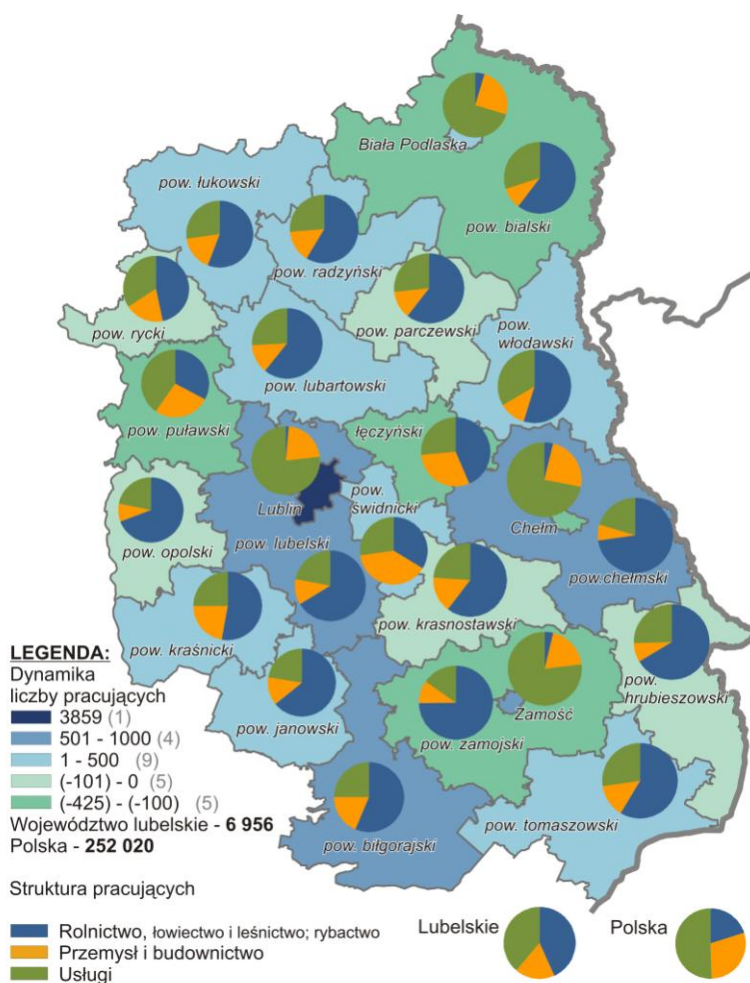 Biała Podlaska
pow. łukowski
pow. bialski
pow. radzyński
pow. rycki
pow. parczewski
pow.
włodawski
pow. lubartowski
pow. puławski
łęczyński
Lublin
pow.
świdnicki
Chełm
pow. opolski
pow. lubelski
pow.chełmski
pow. kraśnicki
pow. krasnostawski
pow.
hrubieszowski
Zamość
pow. janowski
pow. zamojski
pow. biłgorajski
pow. tomaszowski
LEGENDA:
Dynamika
liczby pracujących
3859 (1)
501 - 1000 (4)
1 - 500 (9)
(-101) - 0 (5)
(-425) - (-100) (5)
Województwo lubelskie - 6 956
Polska - 252 020
Struktura pracujących
Rolnictwo, łowiectwo i leśnictwo; rybactwo
Przemysł i budownictwo
Usługi
Lubelskie
Polska